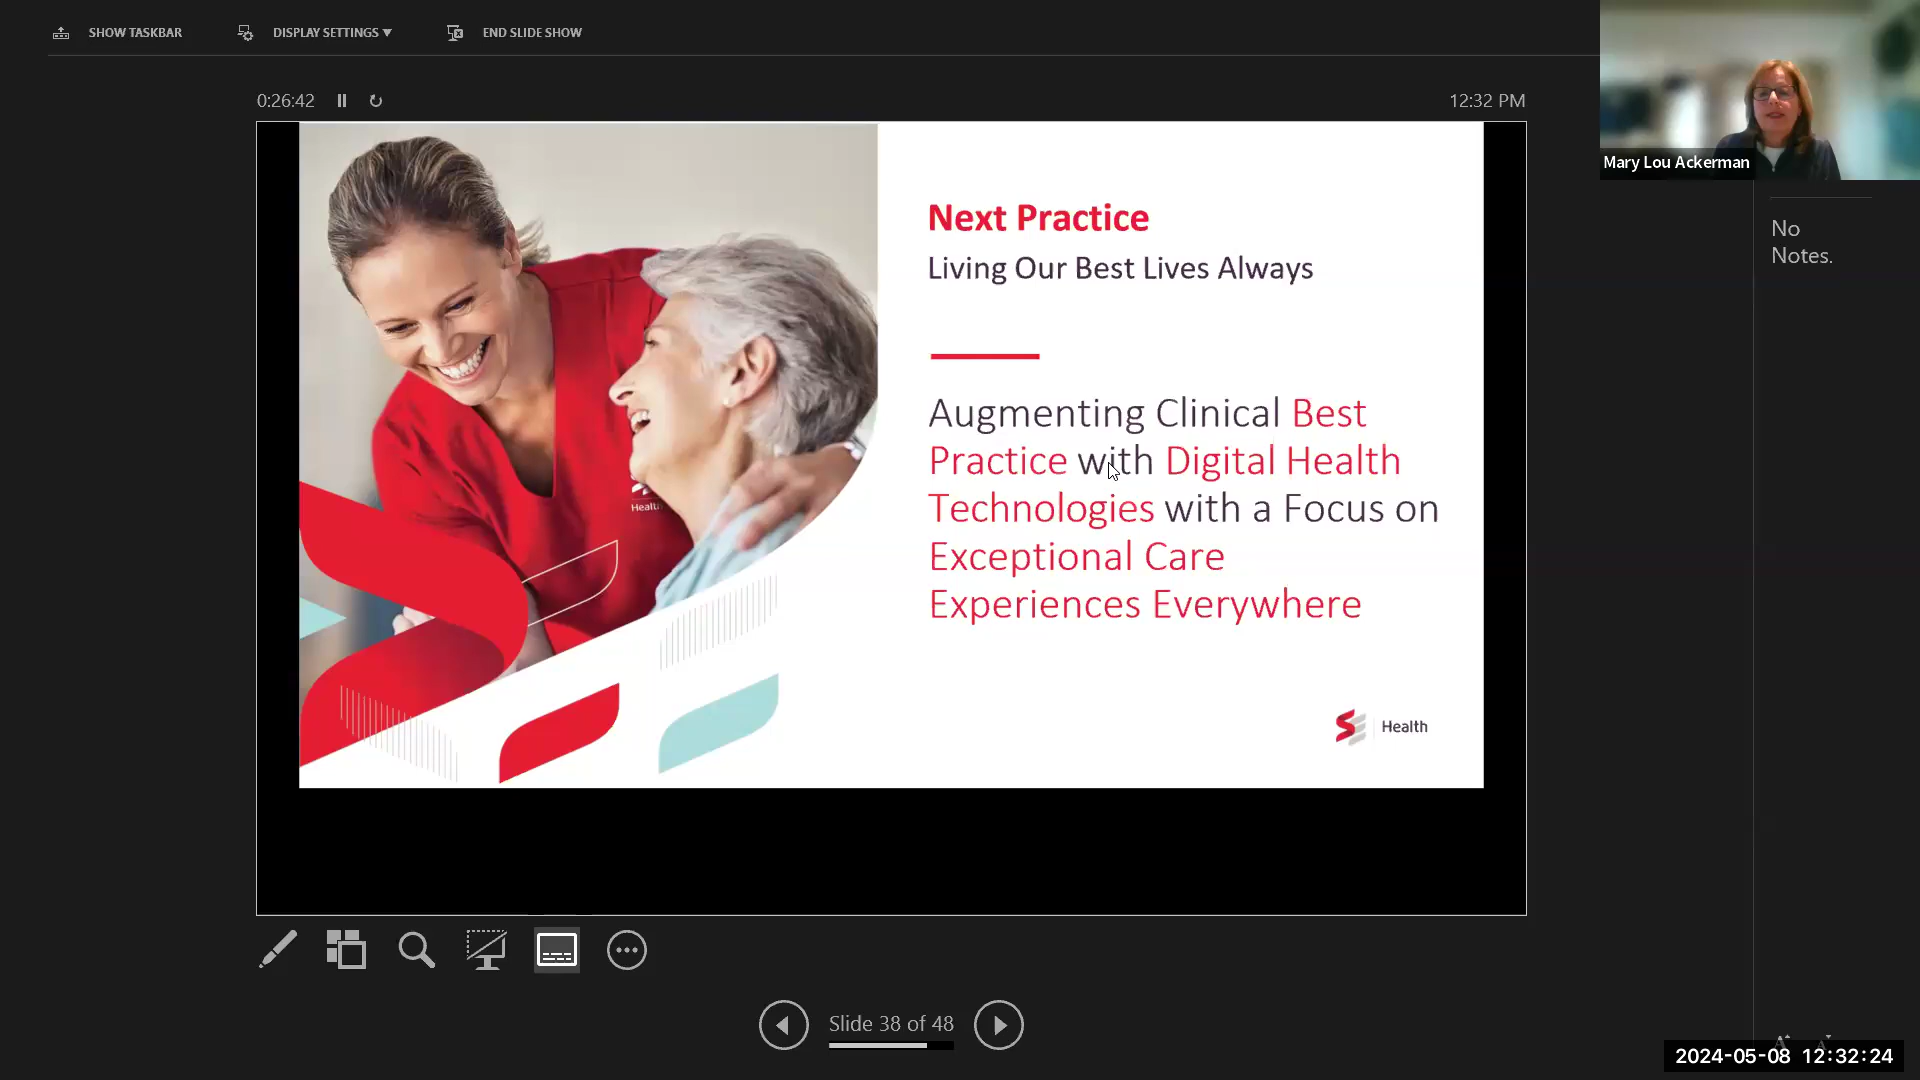 SHOW TASKBAR
DISPLAY SETTINGS ▼
END SLIDE SHOW
0:26:42
12:32 PM
Mary Lou Ackerman
No
Notes.
Next Practice
Living Our Best Lives Always
Augmenting Clinical Best
Practice with Digital Health
Technologies with a Focus on
Exceptional Care
Experiences Everywhere
Health
SE Health
Slide 38 of 48
2024-05-08 12:32:24